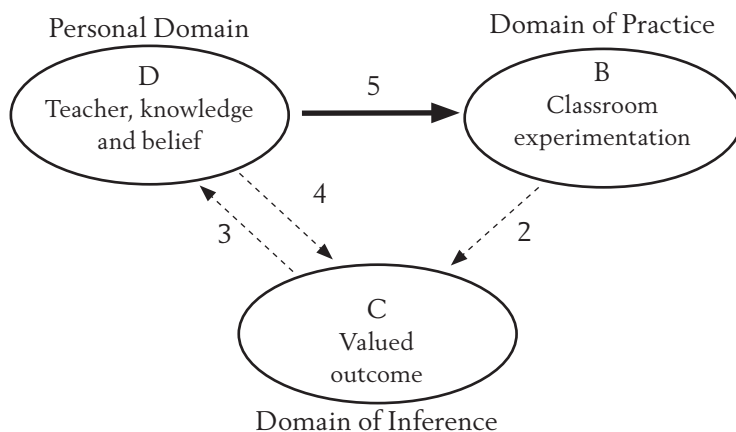 Personal Domain
Domain of Practice
D
Teacher, knowledge
and belief
5
B
Classroom
experimentation
4
3
2
C
Valued
outcome
Domain of Inference